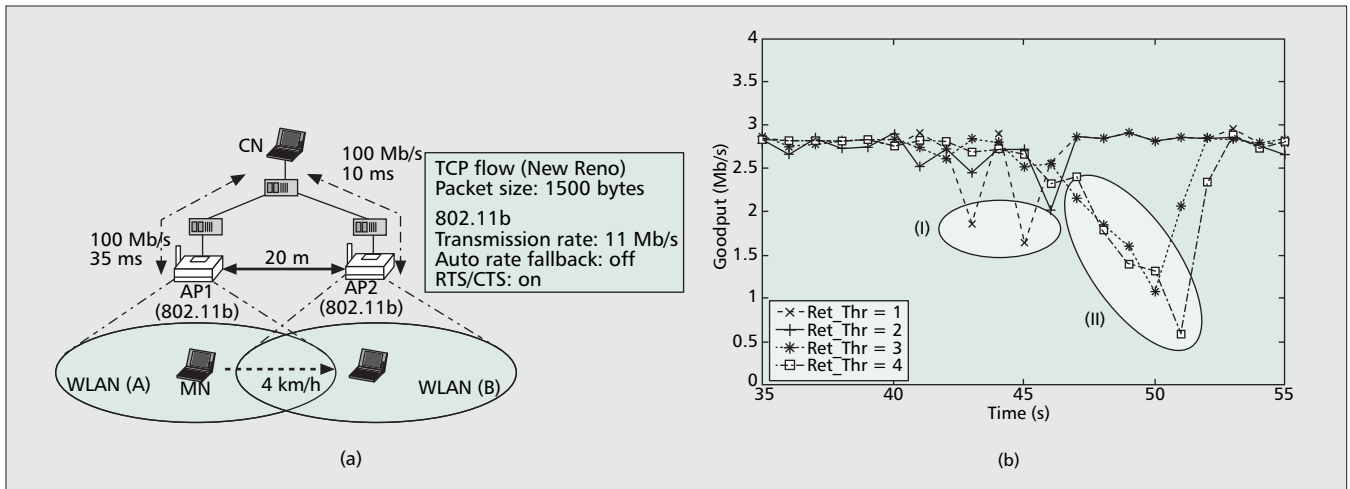 CN
100 Mb/s
10 ms
100 Mb/s
35 ms
20 m
AP1
(802.11b)
AP2
(802.11b)
WLAN (A)
MN
4 km/h
WLAN (B)
TCP flow (New Reno)
Packet size: 1500 bytes
802.11b
Transmission rate: 11 Mb/s
Auto rate fallback: off
RTS/CTS: on
(a)
Goodput (Mb/s)
4
3.5
3
2.5
2
1.5
1
0.5
0
(I)
(II)
Ret_Thr = 1
Ret_Thr = 2
Ret_Thr = 3
Ret_Thr = 4
35
40
45
50
55
Time (s)
(b)